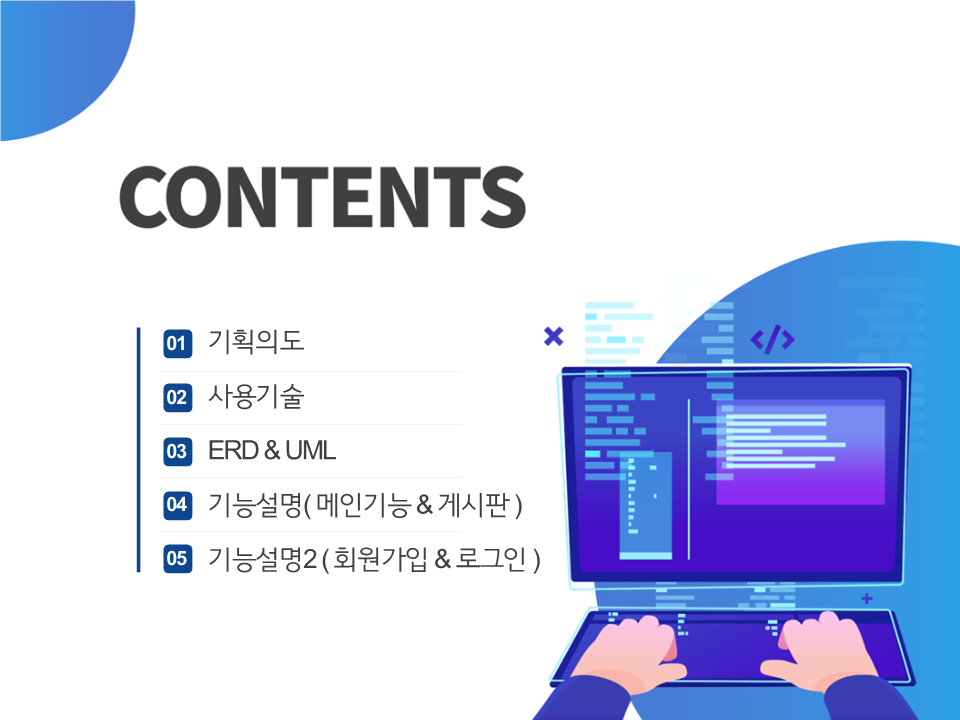 CONTENTS
01 기획의도
02 사용기술
03 ERD & UML
04 기능설명( 메인기능 & 게시판 )
05 기능설명2 ( 회원가입 & 로그인 )